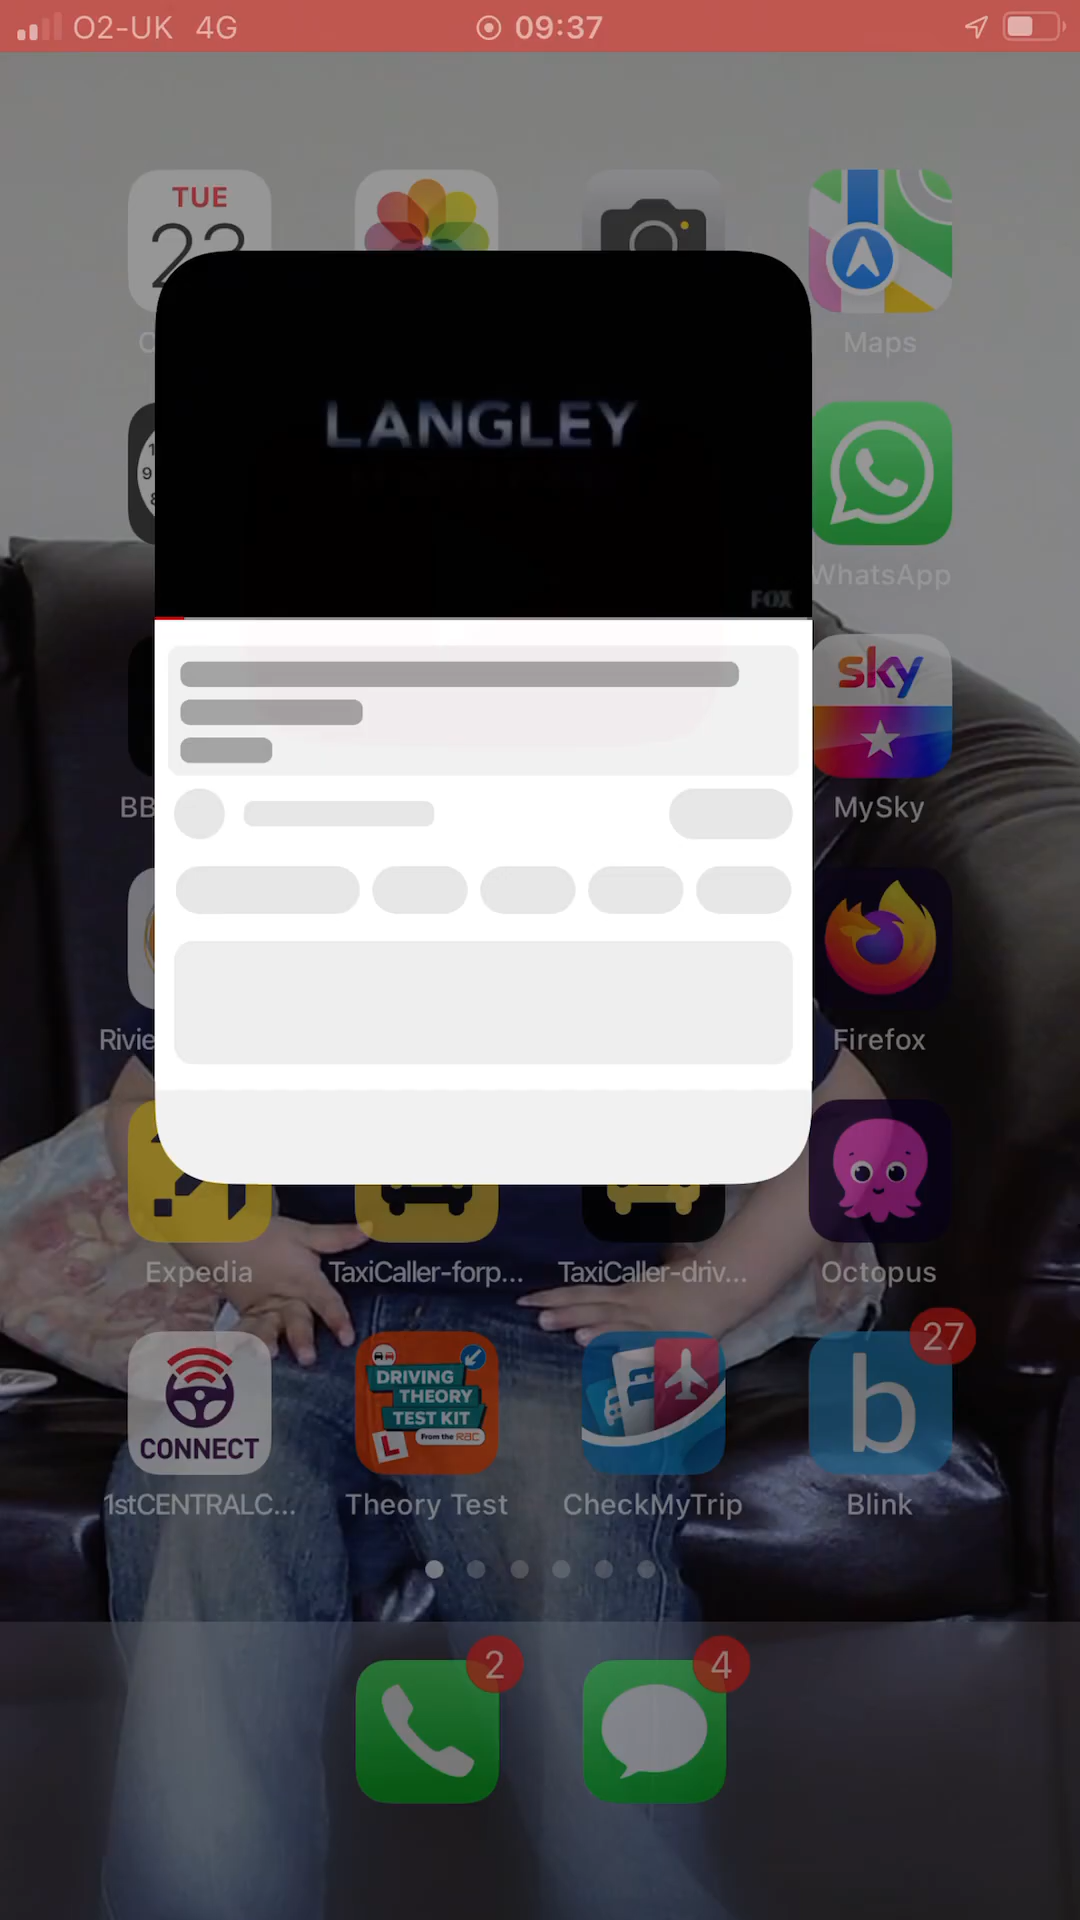 O2-UK 4G 09:37
TUE
23
Maps
LANGLEY
WhatsApp
FOX
sky
BB
MySky
Rivie
Firefox
Expedia
TaxiCaller-forp...
TaxiCaller-driv...
Octopus
CONNECT
DRIVING
THEORY
TEST KIT
From the RAC
L
b
27
1stCENTRALC...
Theory Test
CheckMyTrip
Blink
2
4